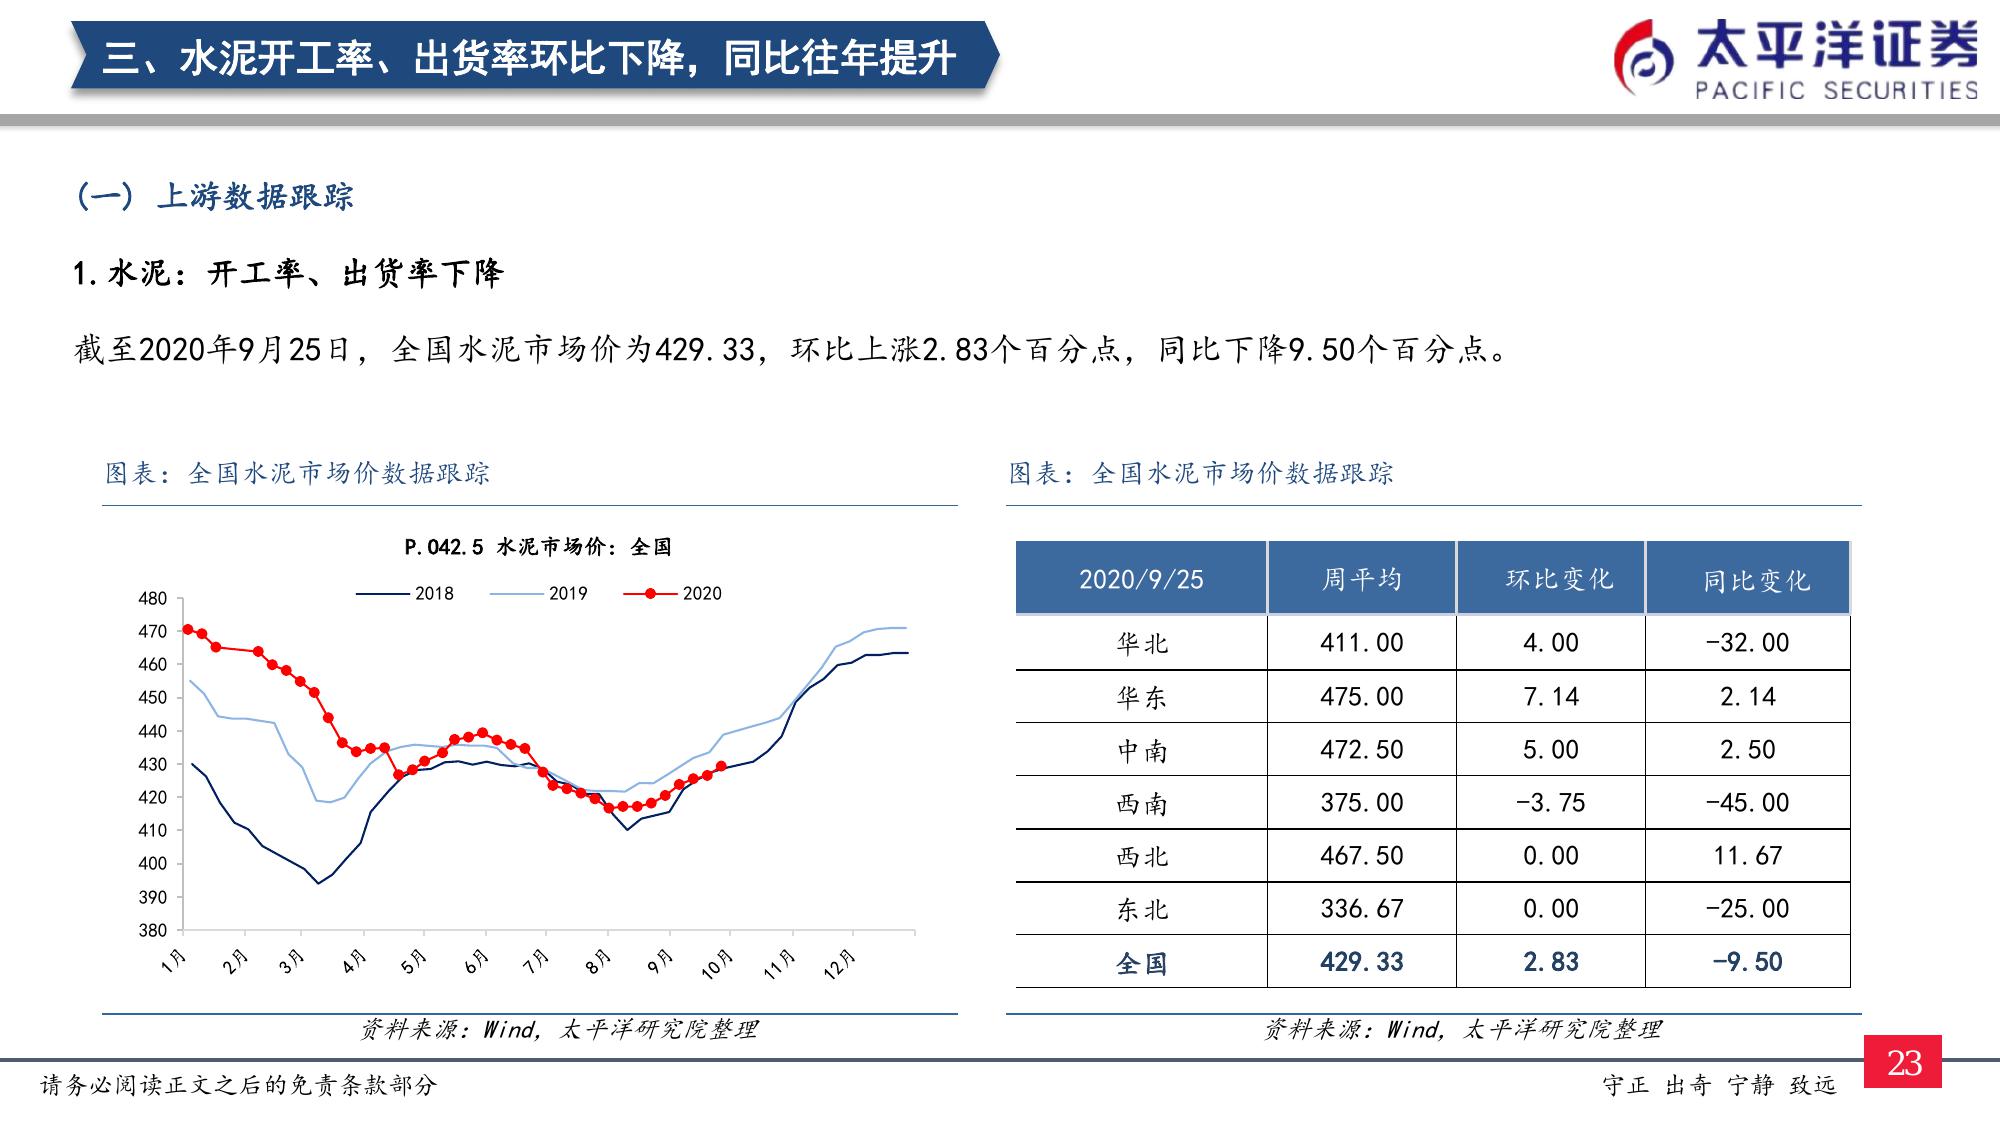 三、水泥开工率、出货率环比下降，同比往年提升
太平洋证券
PACIFIC SECURITIES
(一) 上游数据跟踪
1.水泥：开工率、出货率下降
截至2020年9月25日，全国水泥市场价为429.33，环比上涨2.83个百分点，同比下降9.50个百分点。
图表：全国水泥市场价数据跟踪
P.042.5 水泥市场价：全国
2018 2019 2020
480
470
460
450
440
430
420
410
400
390
380
1月 2月 3月 4月 5月 6月 7月 8月 9月 10月 11月 12月
资料来源：Wind，太平洋研究院整理
图表：全国水泥市场价数据跟踪
2020/9/25 周平均 环比变化 同比变化
华北 411.00 4.00 -32.00
华东 475.00 7.14 2.14
中南 472.50 5.00 2.50
西南 375.00 -3.75 -45.00
西北 467.50 0.00 11.67
东北 336.67 0.00 -25.00
全国 429.33 2.83 -9.50
资料来源：Wind，太平洋研究院整理
请务必阅读正文之后的免责条款部分
守正 出奇 宁静 致远
23